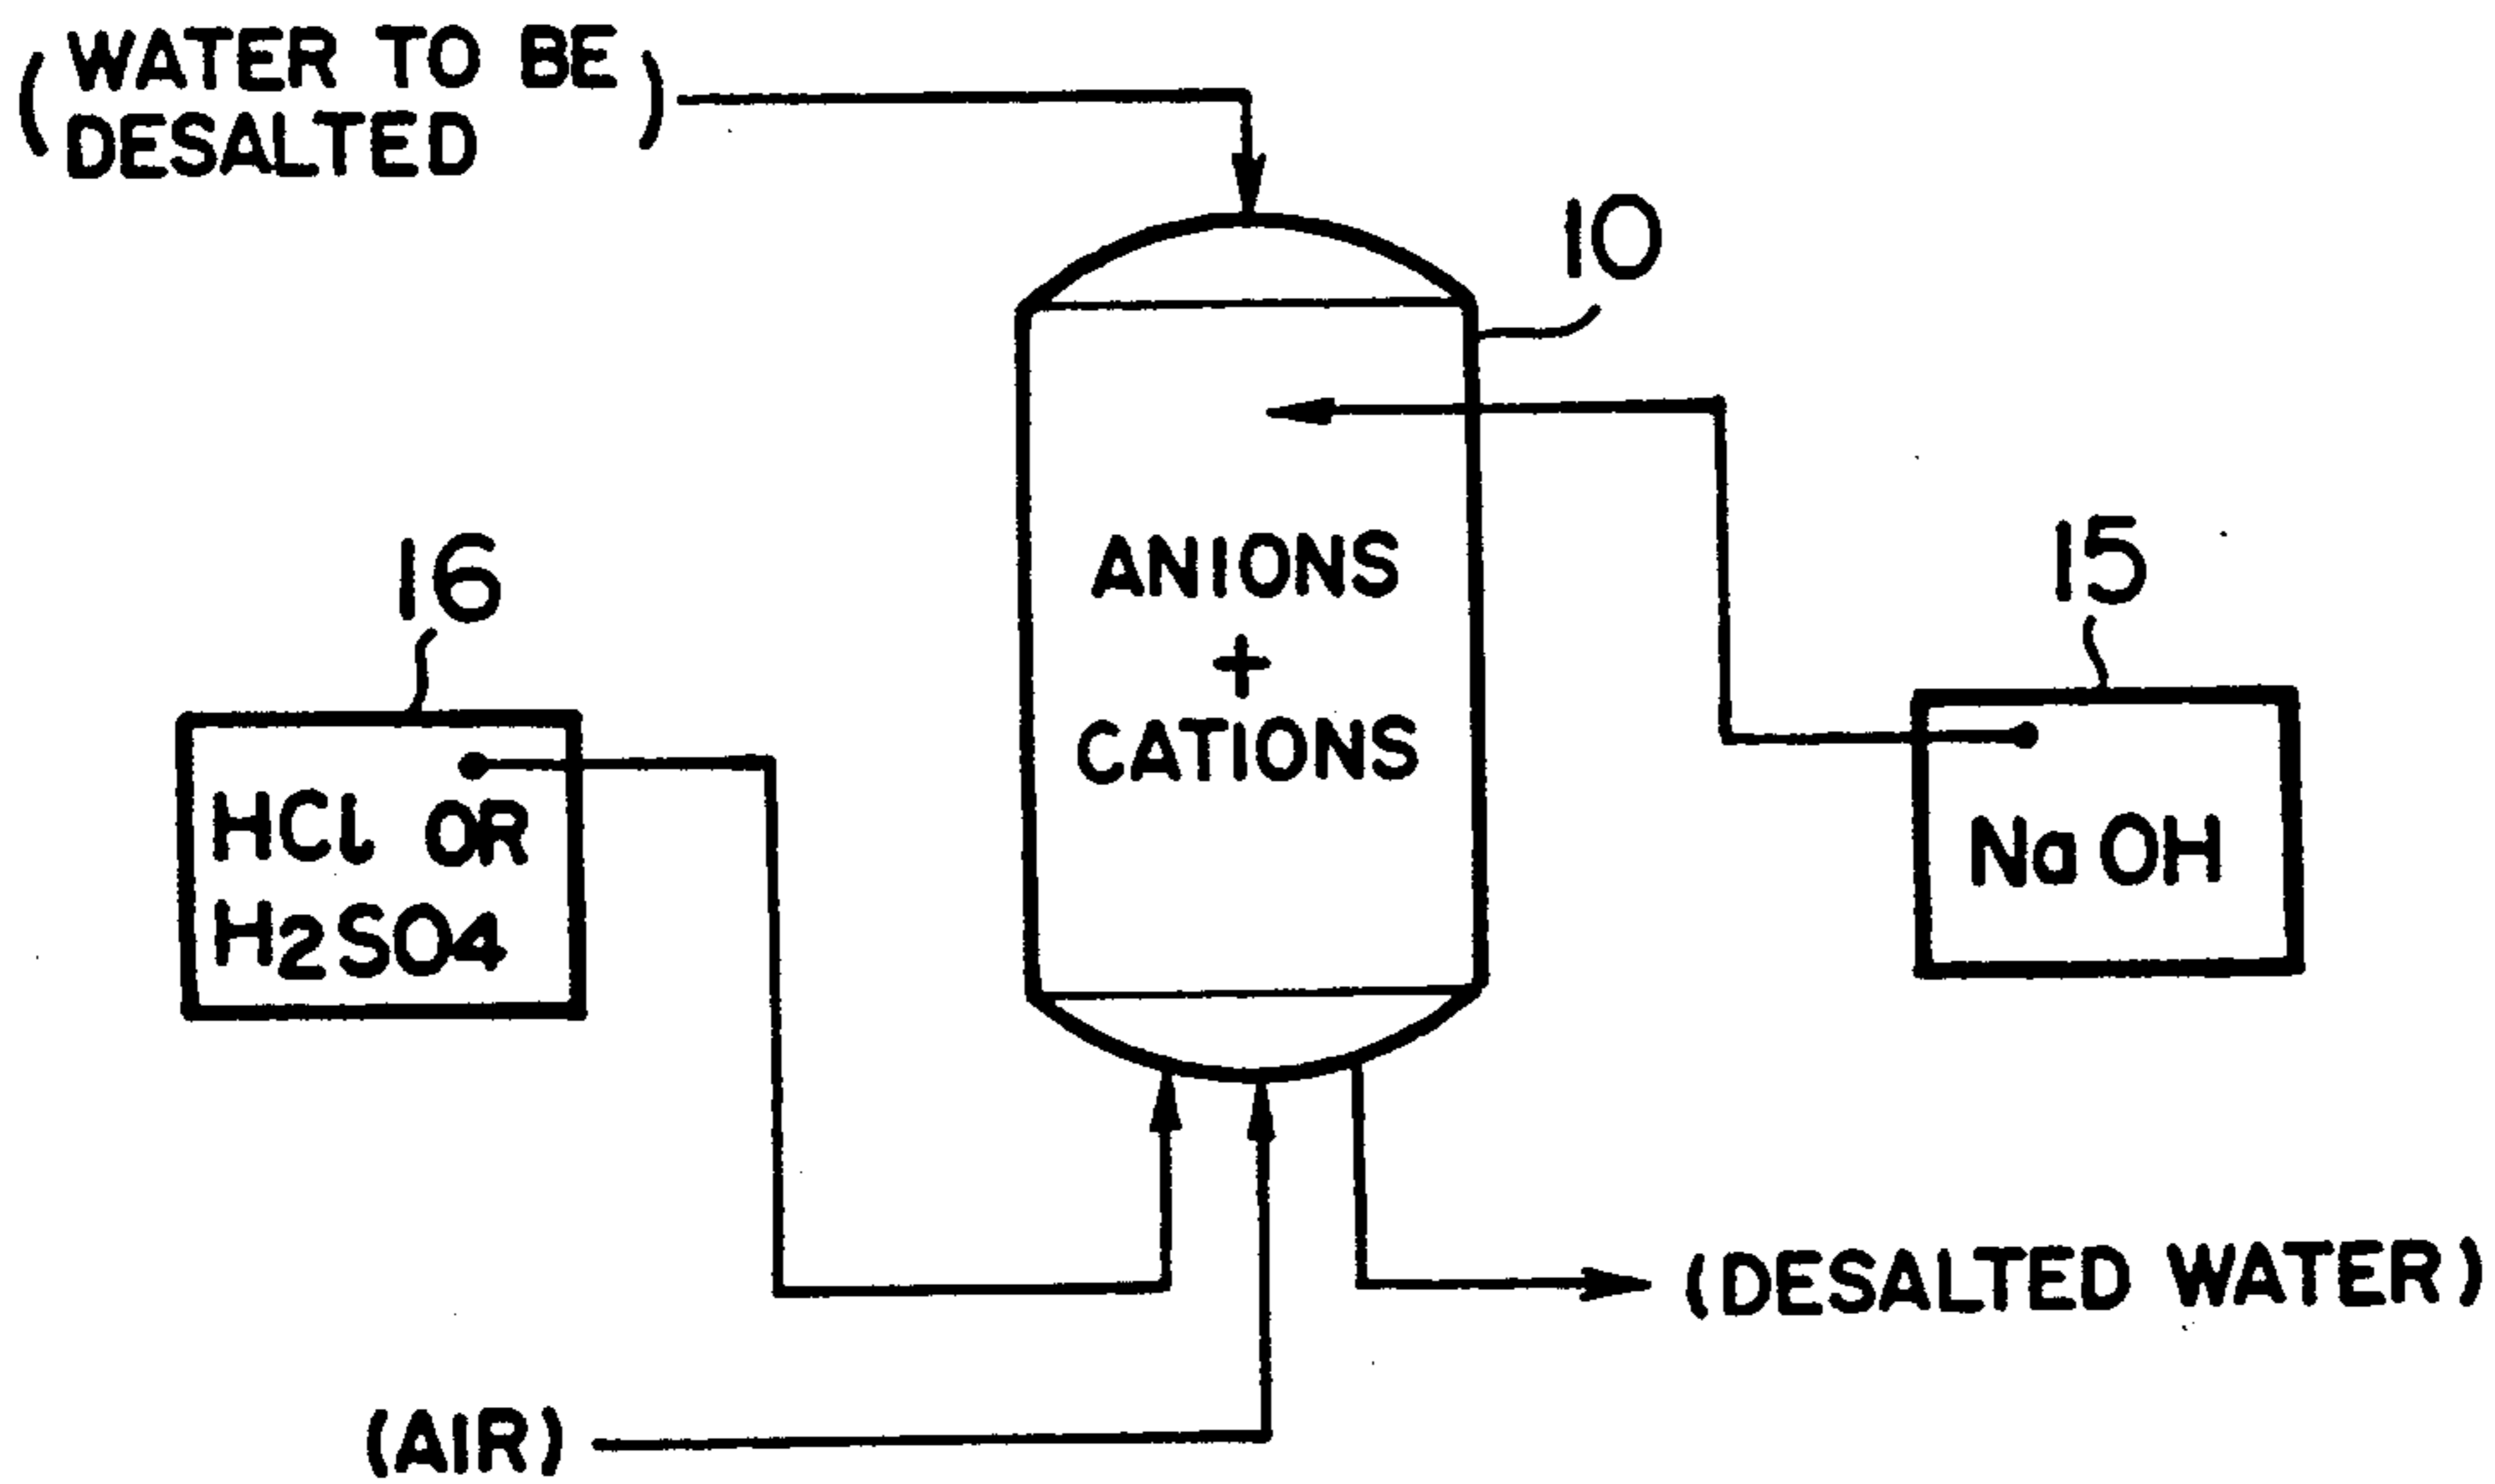 (WATER TO BE
DESALTED)
10
ANIONS
+
CATIONS
16
HCl OR
H2SO4
15
NaOH
(DESALTED WATER)
(AIR)